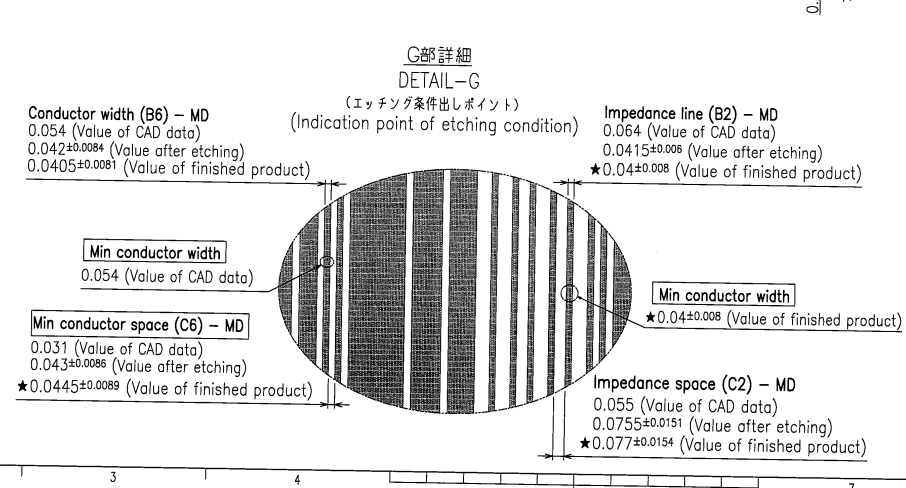 0.
G部詳細
DETAIL-G
(エッチング条件出しポイント)
(Indication point of etching condition)
Conductor width (B6) - MD
0.054 (Value of CAD data)
0.042±0.0084 (Value after etching)
0.0405±0.0081 (Value of finished product)
Impedance line (B2) - MD
0.064 (Value of CAD data)
0.0415±0.006 (Value after etching)
★0.04±0.008 (Value of finished product)
Min conductor width
0.054 (Value of CAD data)
Min conductor width
★0.04±0.008 (Value of finished product)
Min conductor space (C6) - MD
0.031 (Value of CAD data)
0.043±0.0086 (Value after etching)
★0.0445±0.0089 (Value of finished product)
Impedance space (C2) - MD
0.055 (Value of CAD data)
0.0755±0.0151 (Value after etching)
★0.077±0.0154 (Value of finished product)
3
4
7